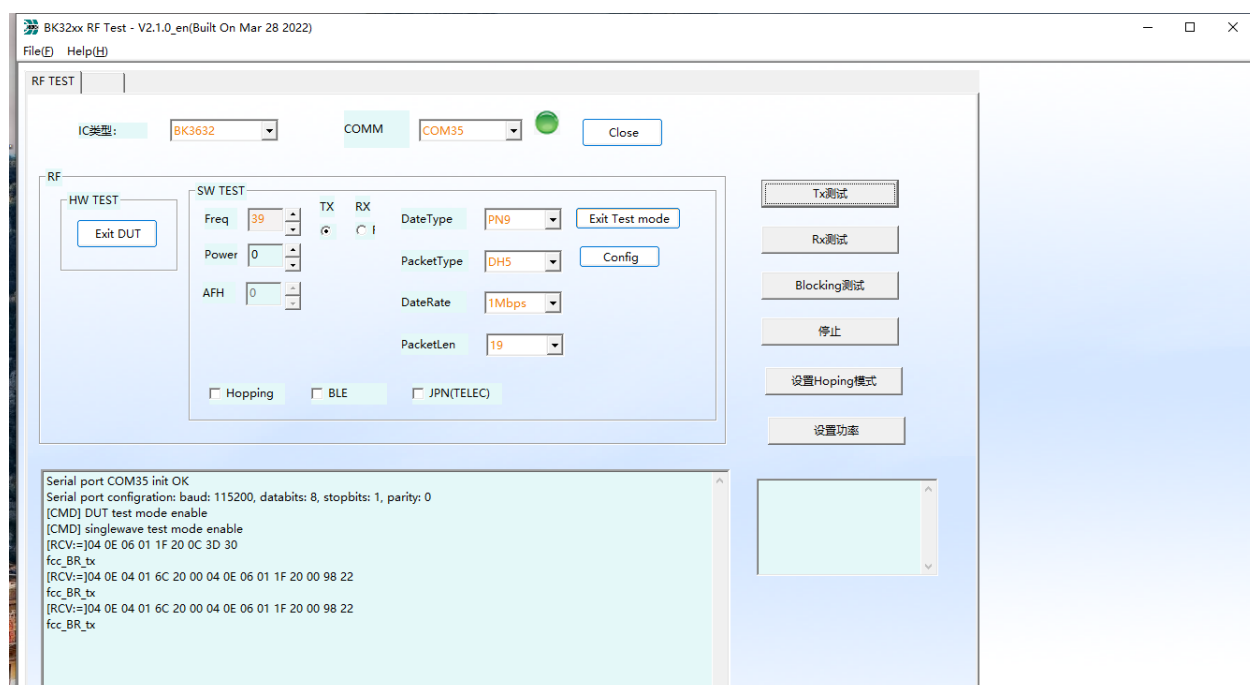 BK32xx RF Test - V2.1.0_en(Built On Mar 28 2022)
File(F) Help(H)
RF TEST
IC类型: BK3632 COMM COM35 Close
RF
HW TEST
Exit DUT
SW TEST
Freq 39 TX RX DateType PN9 Exit Test mode
Power 0 PacketType DH5 Config
AFH 0 DateRate 1Mbps
PacketLen 19
Hopping BLE JPN(TELEC)
Tx测试
Rx测试
Blocking测试
停止
设置Hoping模式
设置功率
Serial port COM35 init OK
Serial port configration: baud: 115200, databits: 8, stopbits: 1, parity: 0
[CMD] DUT test mode enable
[CMD] singlewave test mode enable
[RCV:=]04 0E 06 01 1F 20 0C 3D 30
fcc_BR_tx
[RCV:=]04 0E 04 01 6C 20 00 04 0E 06 01 1F 20 00 98 22
fcc_BR_tx
[RCV:=]04 0E 04 01 6C 20 00 04 0E 06 01 1F 20 00 98 22
fcc_BR_tx